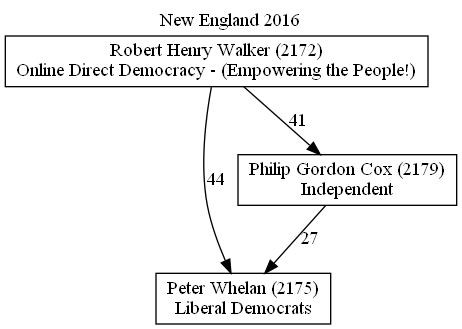 New England 2016
Robert Henry Walker (2172)
Online Direct Democracy - (Empowering the People!)
41
Philip Gordon Cox (2179)
Independent
44
27
Peter Whelan (2175)
Liberal Democrats